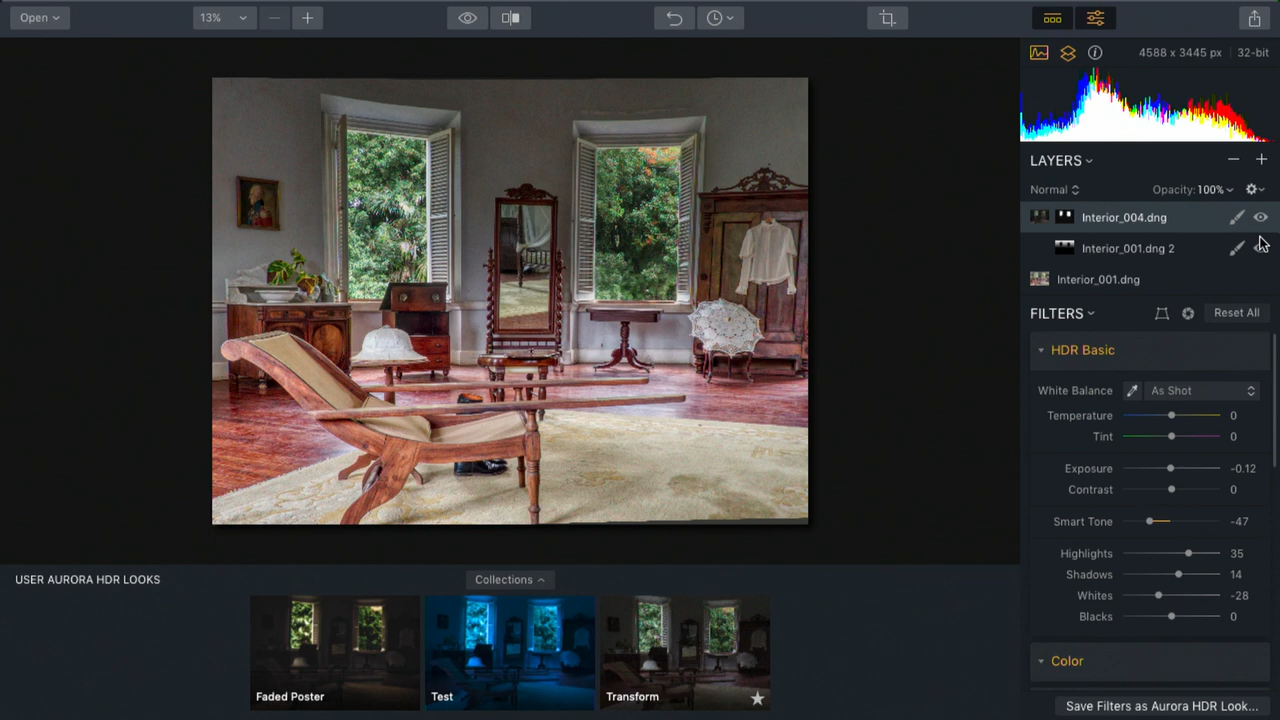 Open
13%
4588 x 3445 px
32-bit
LAYERS
Normal
Opacity: 100%
Interior_004.dng
Interior_001.dng 2
Interior_001.dng
FILTERS
Reset All
HDR Basic
White Balance
As Shot
Temperature
0
Tint
0
Exposure
-0.12
Contrast
0
Smart Tone
-47
Highlights
35
Shadows
14
Whites
-28
Blacks
0
Color
Save Filters as Aurora HDR Look...
USER AURORA HDR LOOKS
Collections
Faded Poster
Test
Transform